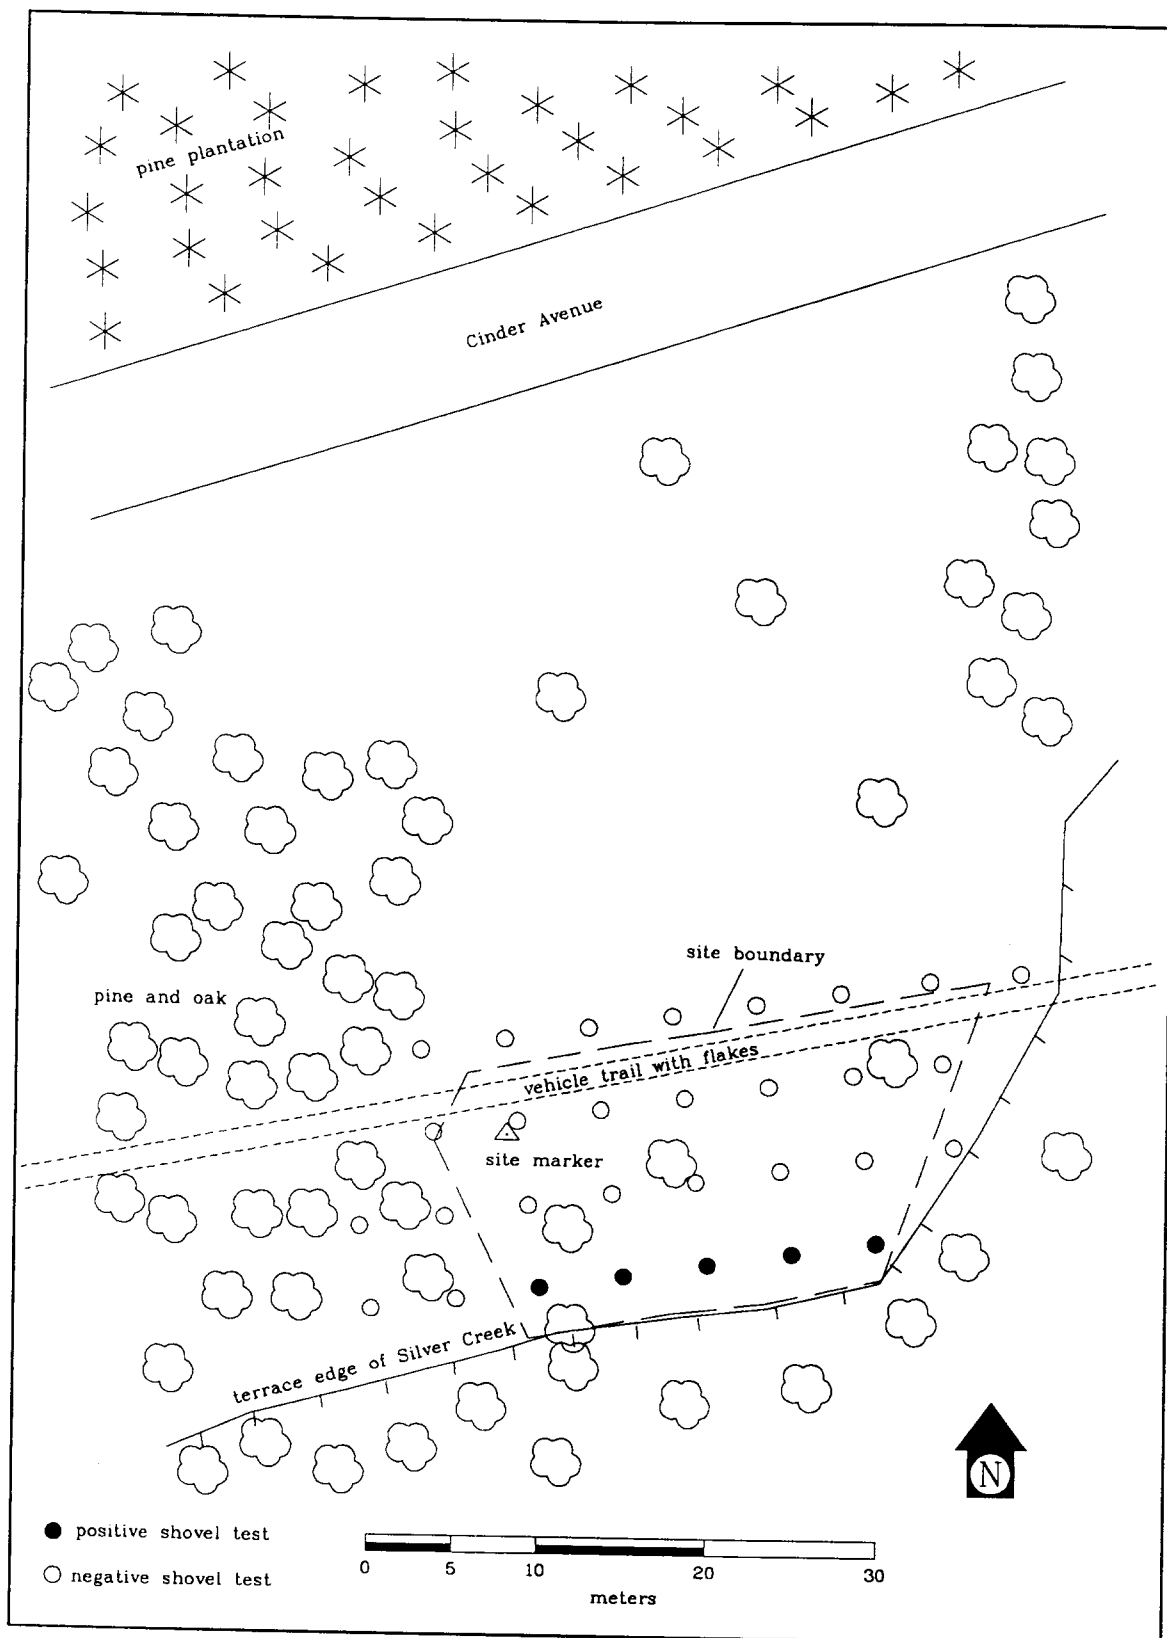 pine plantation
Cinder Avenue
site boundary
pine and oak
vehicle trail with flakes
site marker
terrace edge of Silver Creek
N
positive shovel test
negative shovel test
0 5 10 20 30
meters